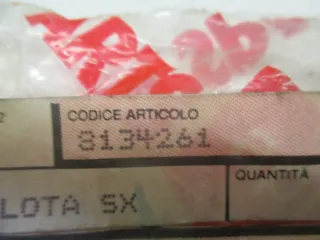 CODICE ARTICOLO
8134261
QUANTITÀ
LOTA SX